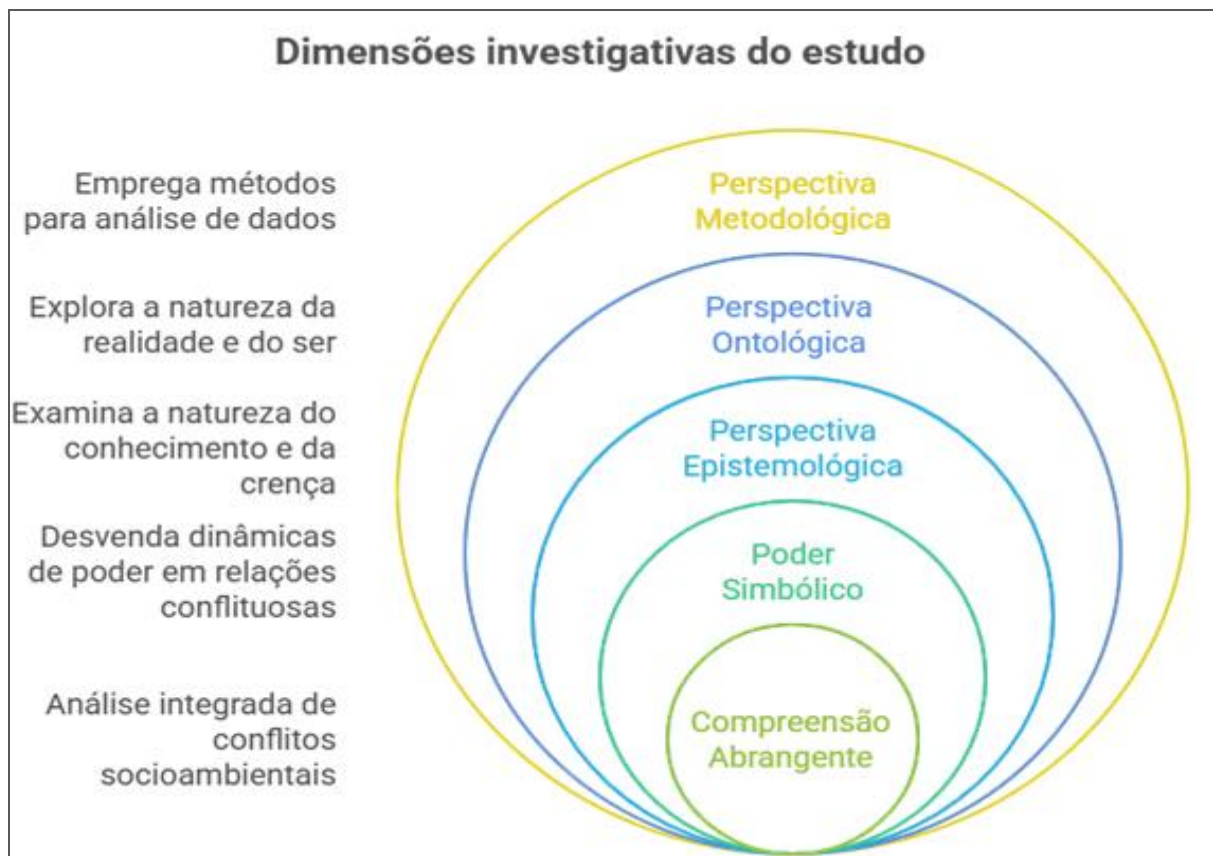 Dimensões investigativas do estudo
Emprega métodos
para análise de dados
Perspectiva
Metodológica
Explora a natureza da
realidade e do ser
Perspectiva
Ontológica
Examina a natureza do
conhecimento e da
crença
Perspectiva
Epistemológica
Desvenda dinâmicas
de poder em relações
conflituosas
Poder
Simbólico
Análise integrada de
conflitos
socioambientais
Compreensão
Abrangente